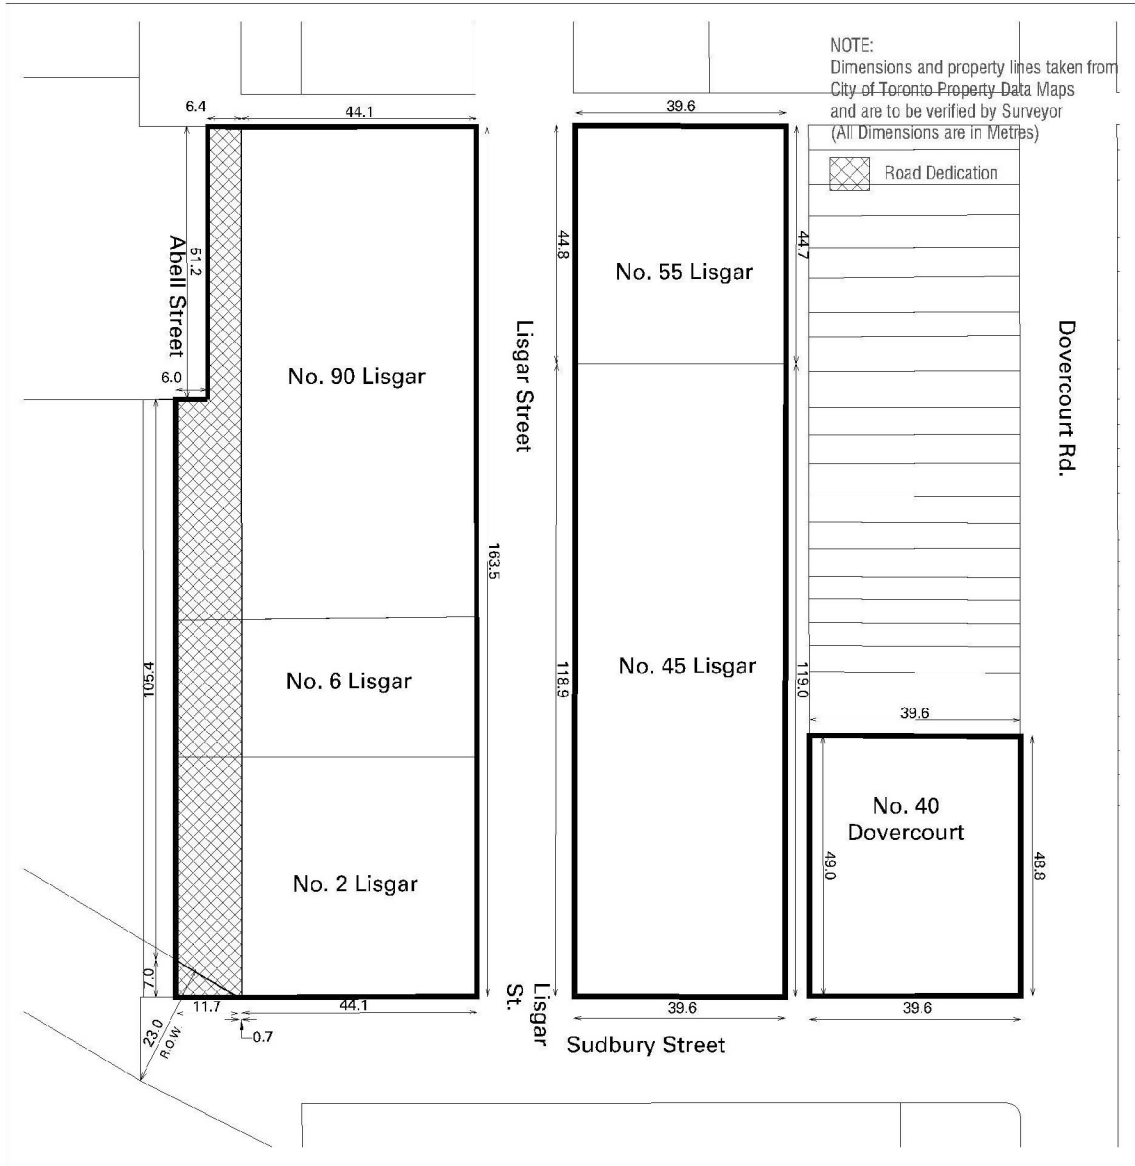 NOTE:
Dimensions and property lines taken from
City of Toronto Property Data Maps
and are to be verified by Surveyor
(All Dimensions are in Metres)
Road Dedication
6.4
44.1
39.6
Abell Street
51.2
6.0
No. 90 Lisgar
Lisgar Street
163.5
44.8
No. 55 Lisgar
44.7
Dovercourt Rd.
105.4
No. 6 Lisgar
118.9
No. 45 Lisgar
119.0
39.6
No. 40
Dovercourt
49.0
48.8
No. 2 Lisgar
7.0
11.7
44.1
0.7
23.0
R.O.W.
Lisgar
St.
39.6
39.6
Sudbury Street